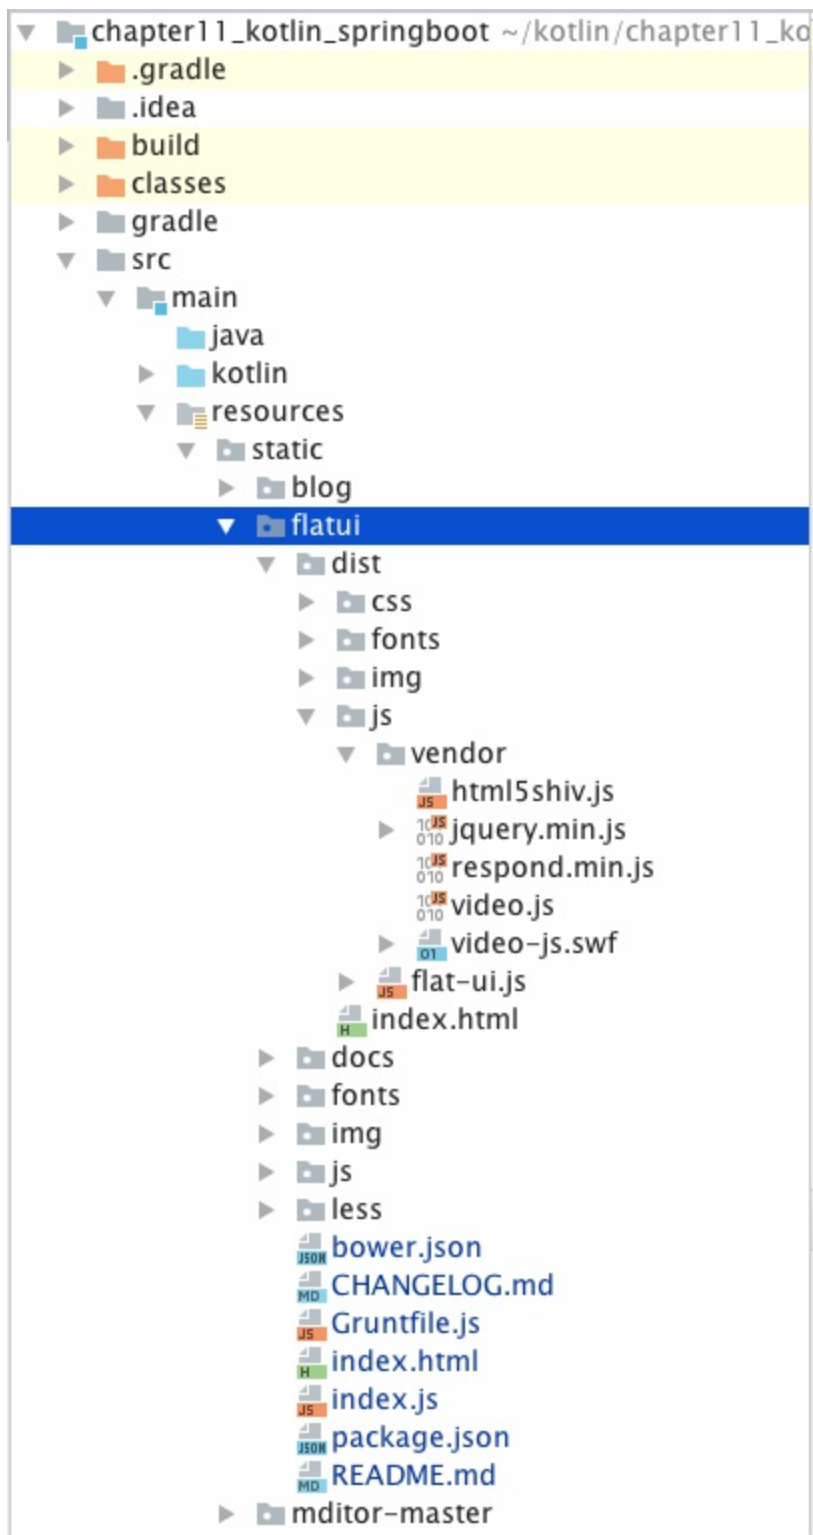 chapter11_kotlin_springboot ~/kotlin/chapter11_ko
.gradle
.idea
build
classes
gradle
src
main
java
kotlin
resources
static
blog
flatui
dist
css
fonts
img
js
vendor
html5shiv.js
jquery.min.js
respond.min.js
video.js
video-js.swf
flat-ui.js
index.html
docs
fonts
img
js
less
bower.json
CHANGELOG.md
Gruntfile.js
index.html
index.js
package.json
README.md
mditor-master